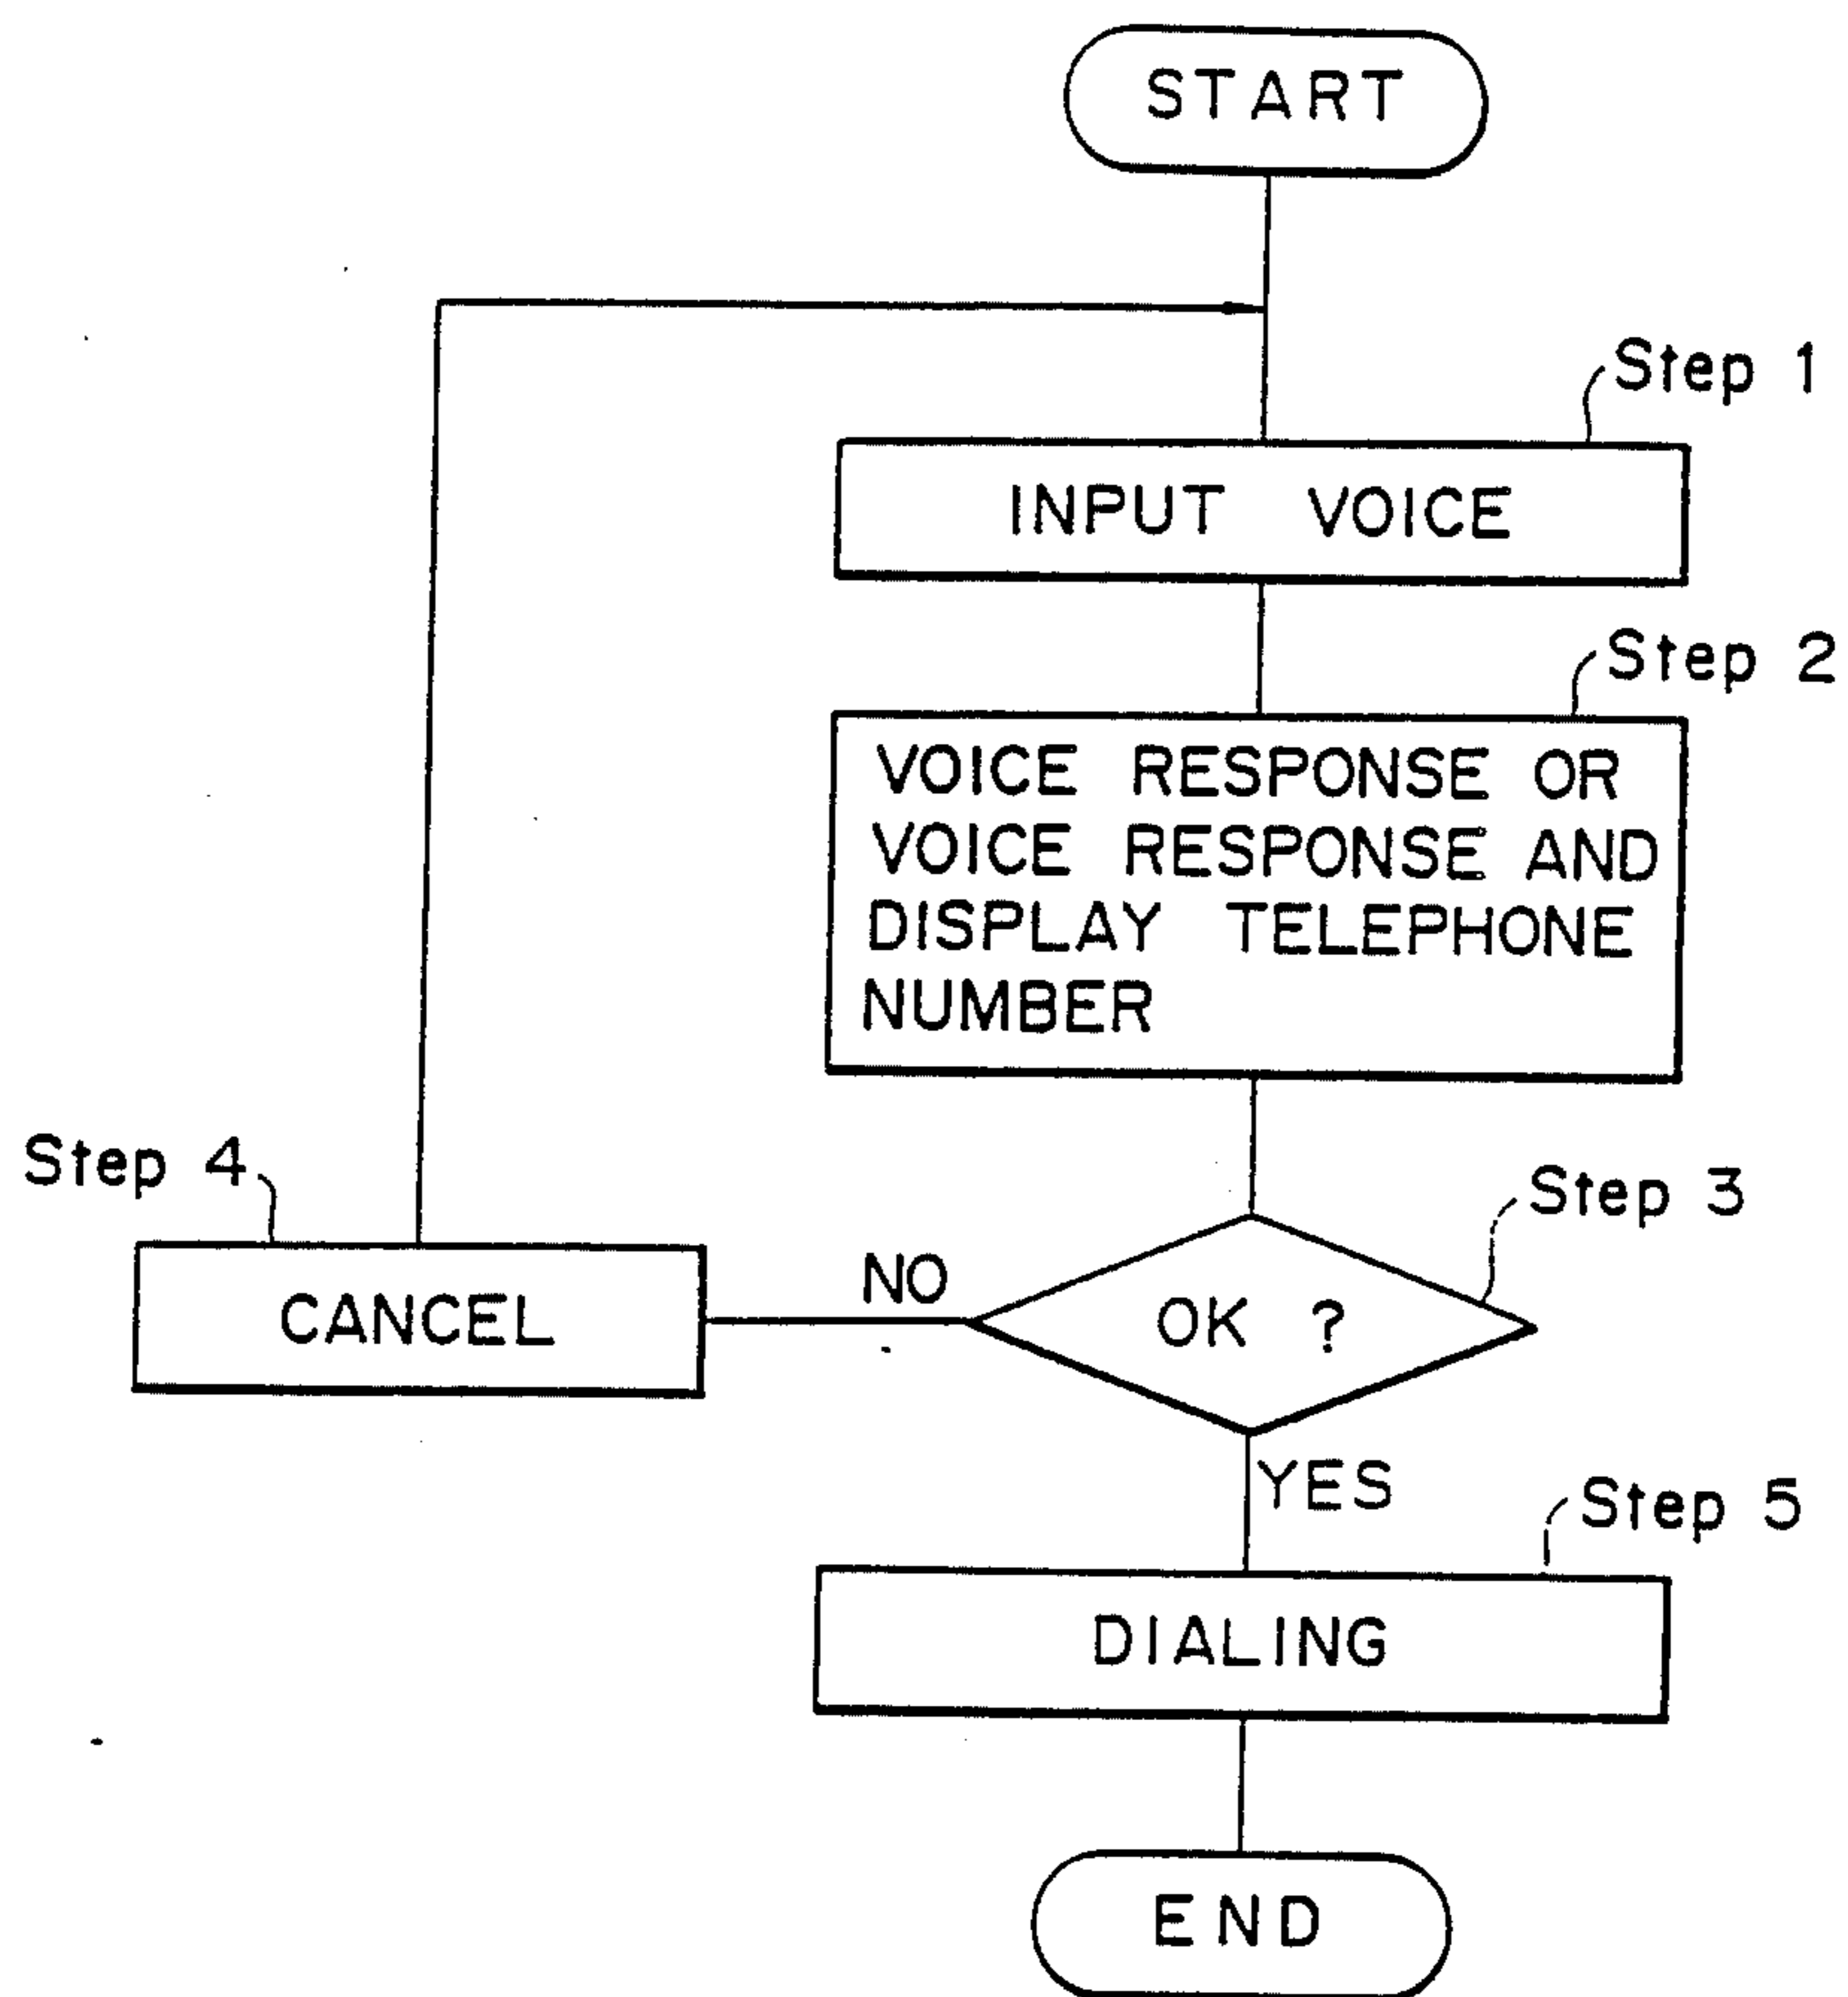 START
Step 1
INPUT VOICE
Step 2
VOICE RESPONSE OR
VOICE RESPONSE AND
DISPLAY TELEPHONE
NUMBER
Step 4
Step 3
NO
CANCEL
OK ?
YES
Step 5
DIALING
END